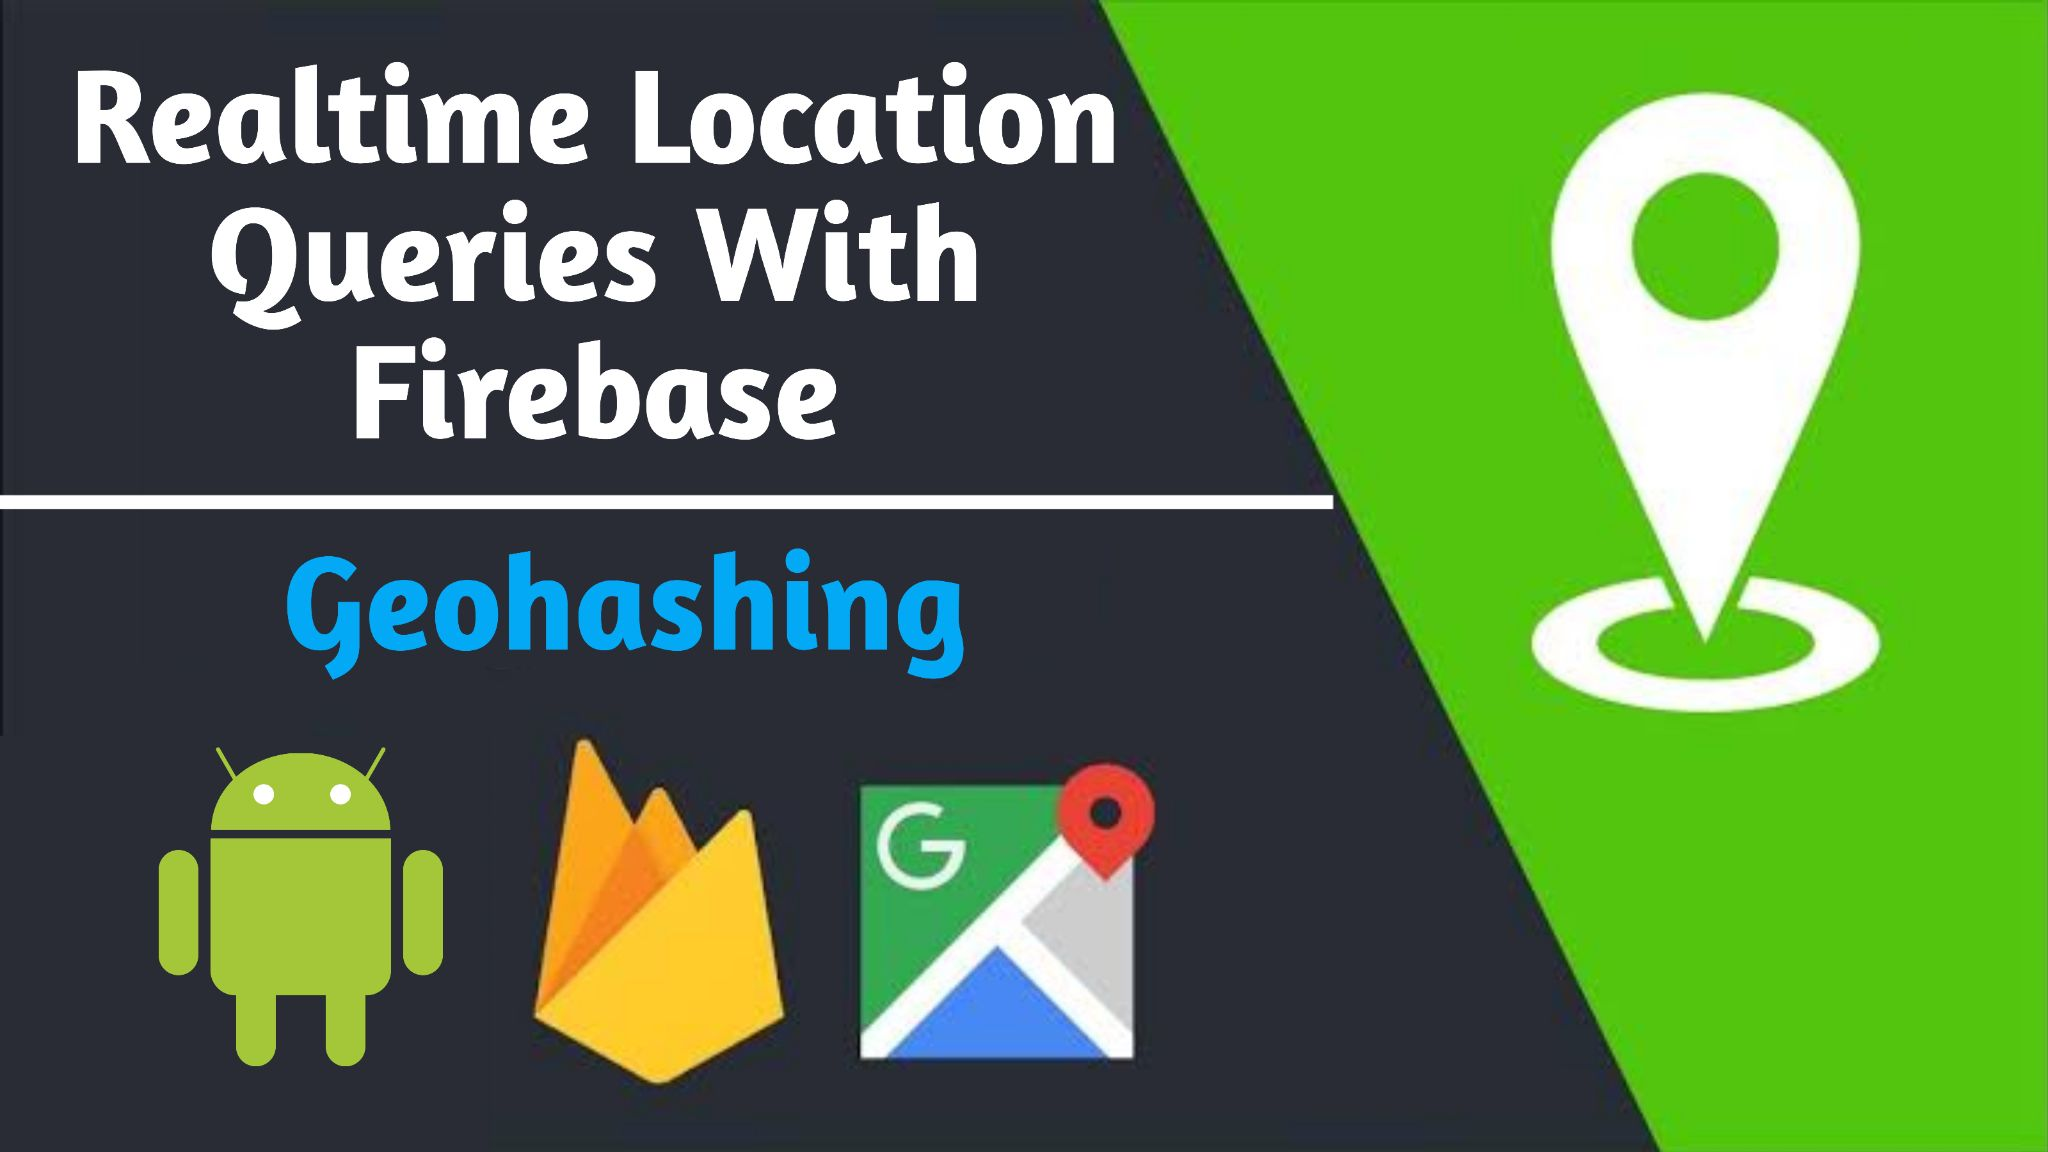 Realtime Location
Queries With
Firebase
Geohashing
G